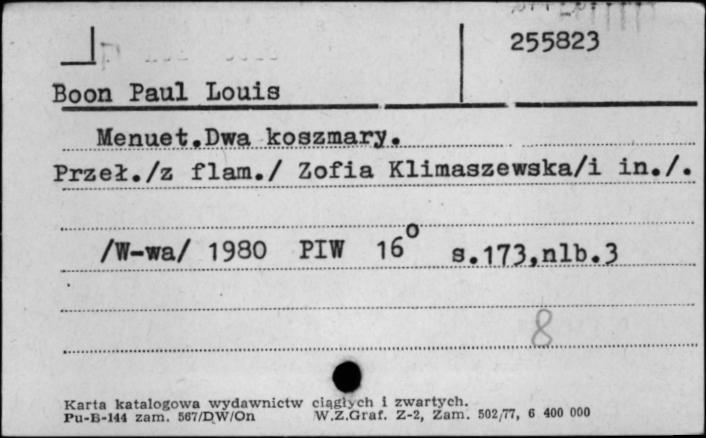 255823
Boon Paul Louis
Menuet.Dwa koszmary.
Przeł./z flam./ Zofia Klimaszewska/i in./.
/W-wa/ 1980 PIW 16° s.173,nlb.3
8
Karta katalogowa wydawnictw ciągłych i zwartych.
Pu-B-144 zam. 567/DW/On W.Z.Graf. Z-2, Zam. 502/77, 6 400 000